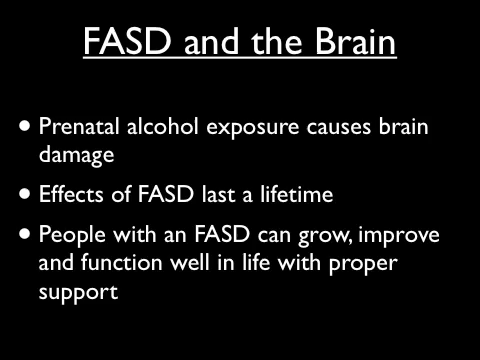 FASD and the Brain
• Prenatal alcohol exposure causes brain
damage
• Effects of FASD last a lifetime
• People with an FASD can grow, improve
and function well in life with proper
support